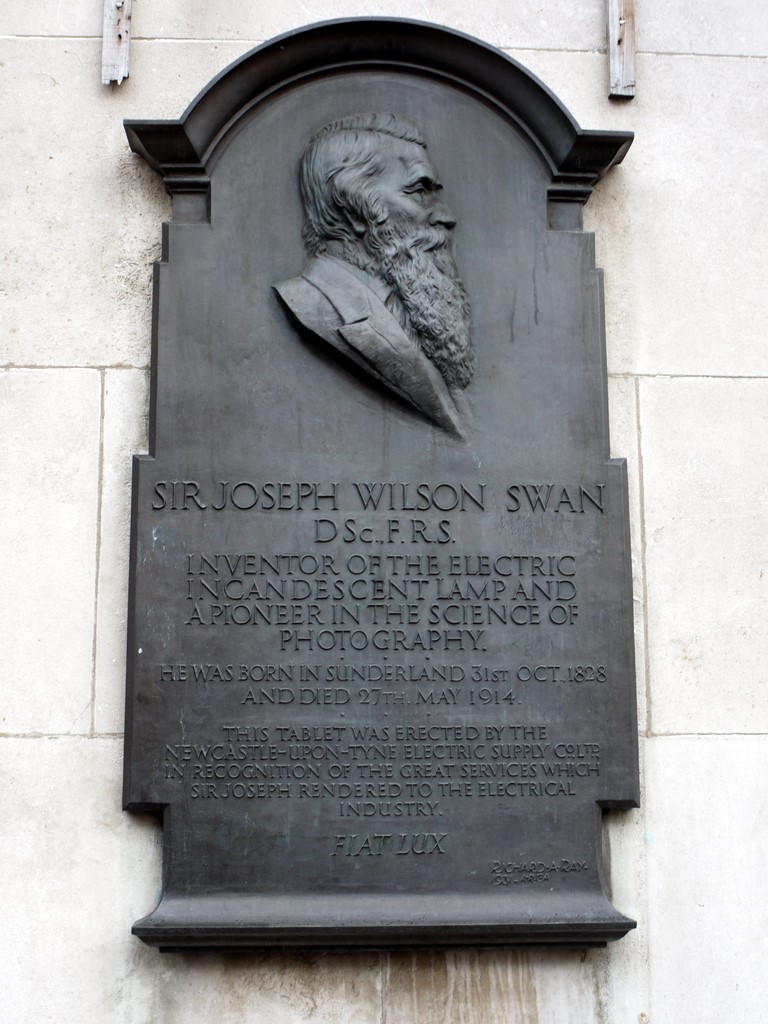 SIR JOSEPH WILSON SWAN
DSc., F.R.S.
INVENTOR OF THE ELECTRIC
INCANDESCENT LAMP AND
A PIONEER IN THE SCIENCE OF
PHOTOGRAPHY.
HE WAS BORN IN SUNDERLAND 31ST OCT. 1828
AND DIED 27TH. MAY 1914.
THIS TABLET WAS ERECTED BY THE
NEWCASTLE-UPON-TYNE ELECTRIC SUPPLY CO. LTD.
IN RECOGNITION OF THE GREAT SERVICES WHICH
SIR JOSEPH RENDERED TO THE ELECTRICAL
INDUSTRY.
FIAT LUX
RICHARD·A·RAY·